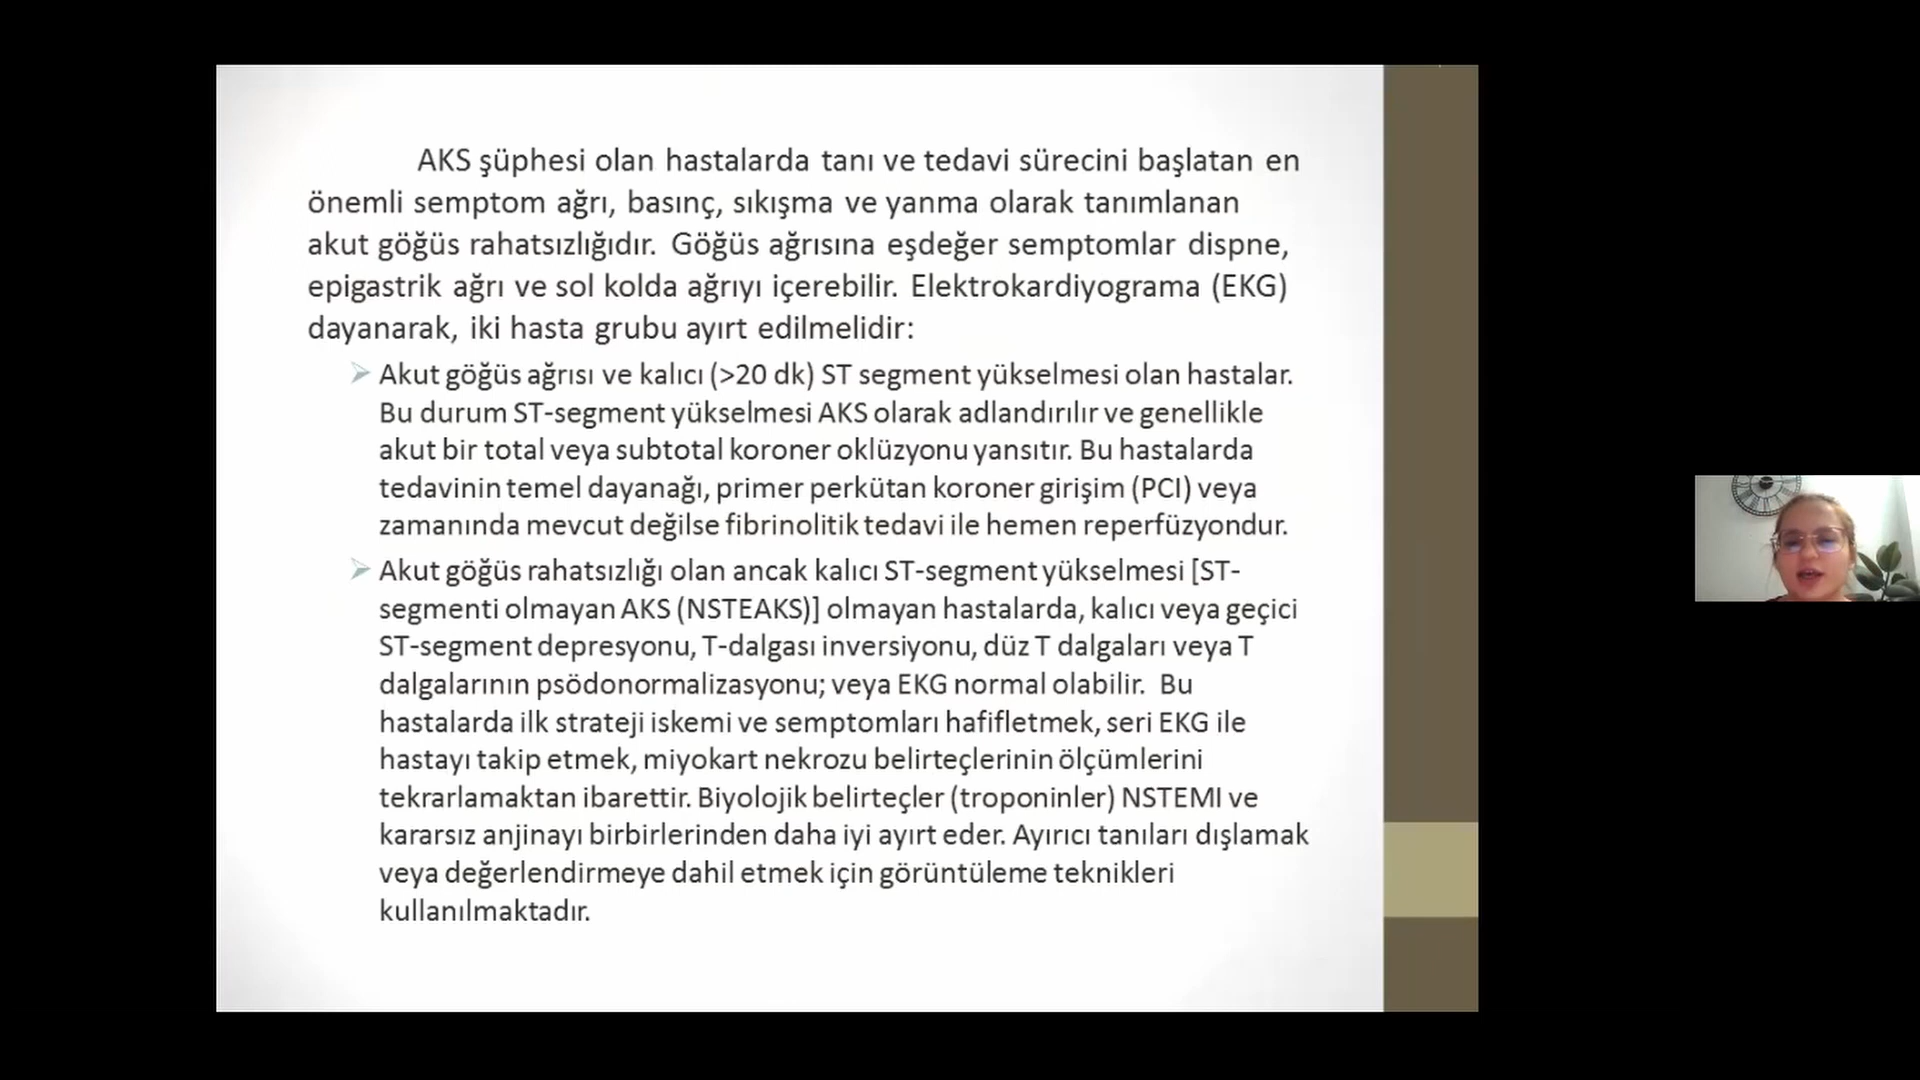 AKS şüphesi olan hastalarda tanı ve tedavi sürecini başlatan en
önemli semptom ağrı, basınç, sıkışma ve yanma olarak tanımlanan
akut göğüs rahatsızlığıdır. Göğüs ağrısına eşdeğer semptomlar dispne,
epigastrik ağrı ve sol kolda ağrıyı içerebilir. Elektrokardiyograma (EKG)
dayanarak, iki hasta grubu ayırt edilmelidir:
Akut göğüs ağrısı ve kalıcı (>20 dk) ST segment yükselmesi olan hastalar.
Bu durum ST-segment yükselmesi AKS olarak adlandırılır ve genellikle
akut bir total veya subtotal koroner oklüzyonu yansıtır. Bu hastalarda
tedavinin temel dayanağı, primer perkütan koroner girişim (PCI) veya
zamanında mevcut değilse fibrinolitik tedavi ile hemen reperfüzyondur.
Akut göğüs rahatsızlığı olan ancak kalıcı ST-segment yükselmesi [ST-
segmenti olmayan AKS (NSTEAKS)] olmayan hastalarda, kalıcı veya geçici
ST-segment depresyonu, T-dalgası inversiyonu, düz T dalgaları veya T
dalgalarının psödonormalizasyonu; veya EKG normal olabilir. Bu
hastalarda ilk strateji iskemi ve semptomları hafifletmek, seri EKG ile
hastayı takip etmek, miyokart nekrozu belirteçlerinin ölçümlerini
tekrarlamaktan ibarettir. Biyolojik belirteçler (troponinler) NSTEMI ve
kararsız anjinayı birbirlerinden daha iyi ayırt eder. Ayırıcı tanıları dışlamak
veya değerlendirmeye dahil etmek için görüntüleme teknikleri
kullanılmaktadır.